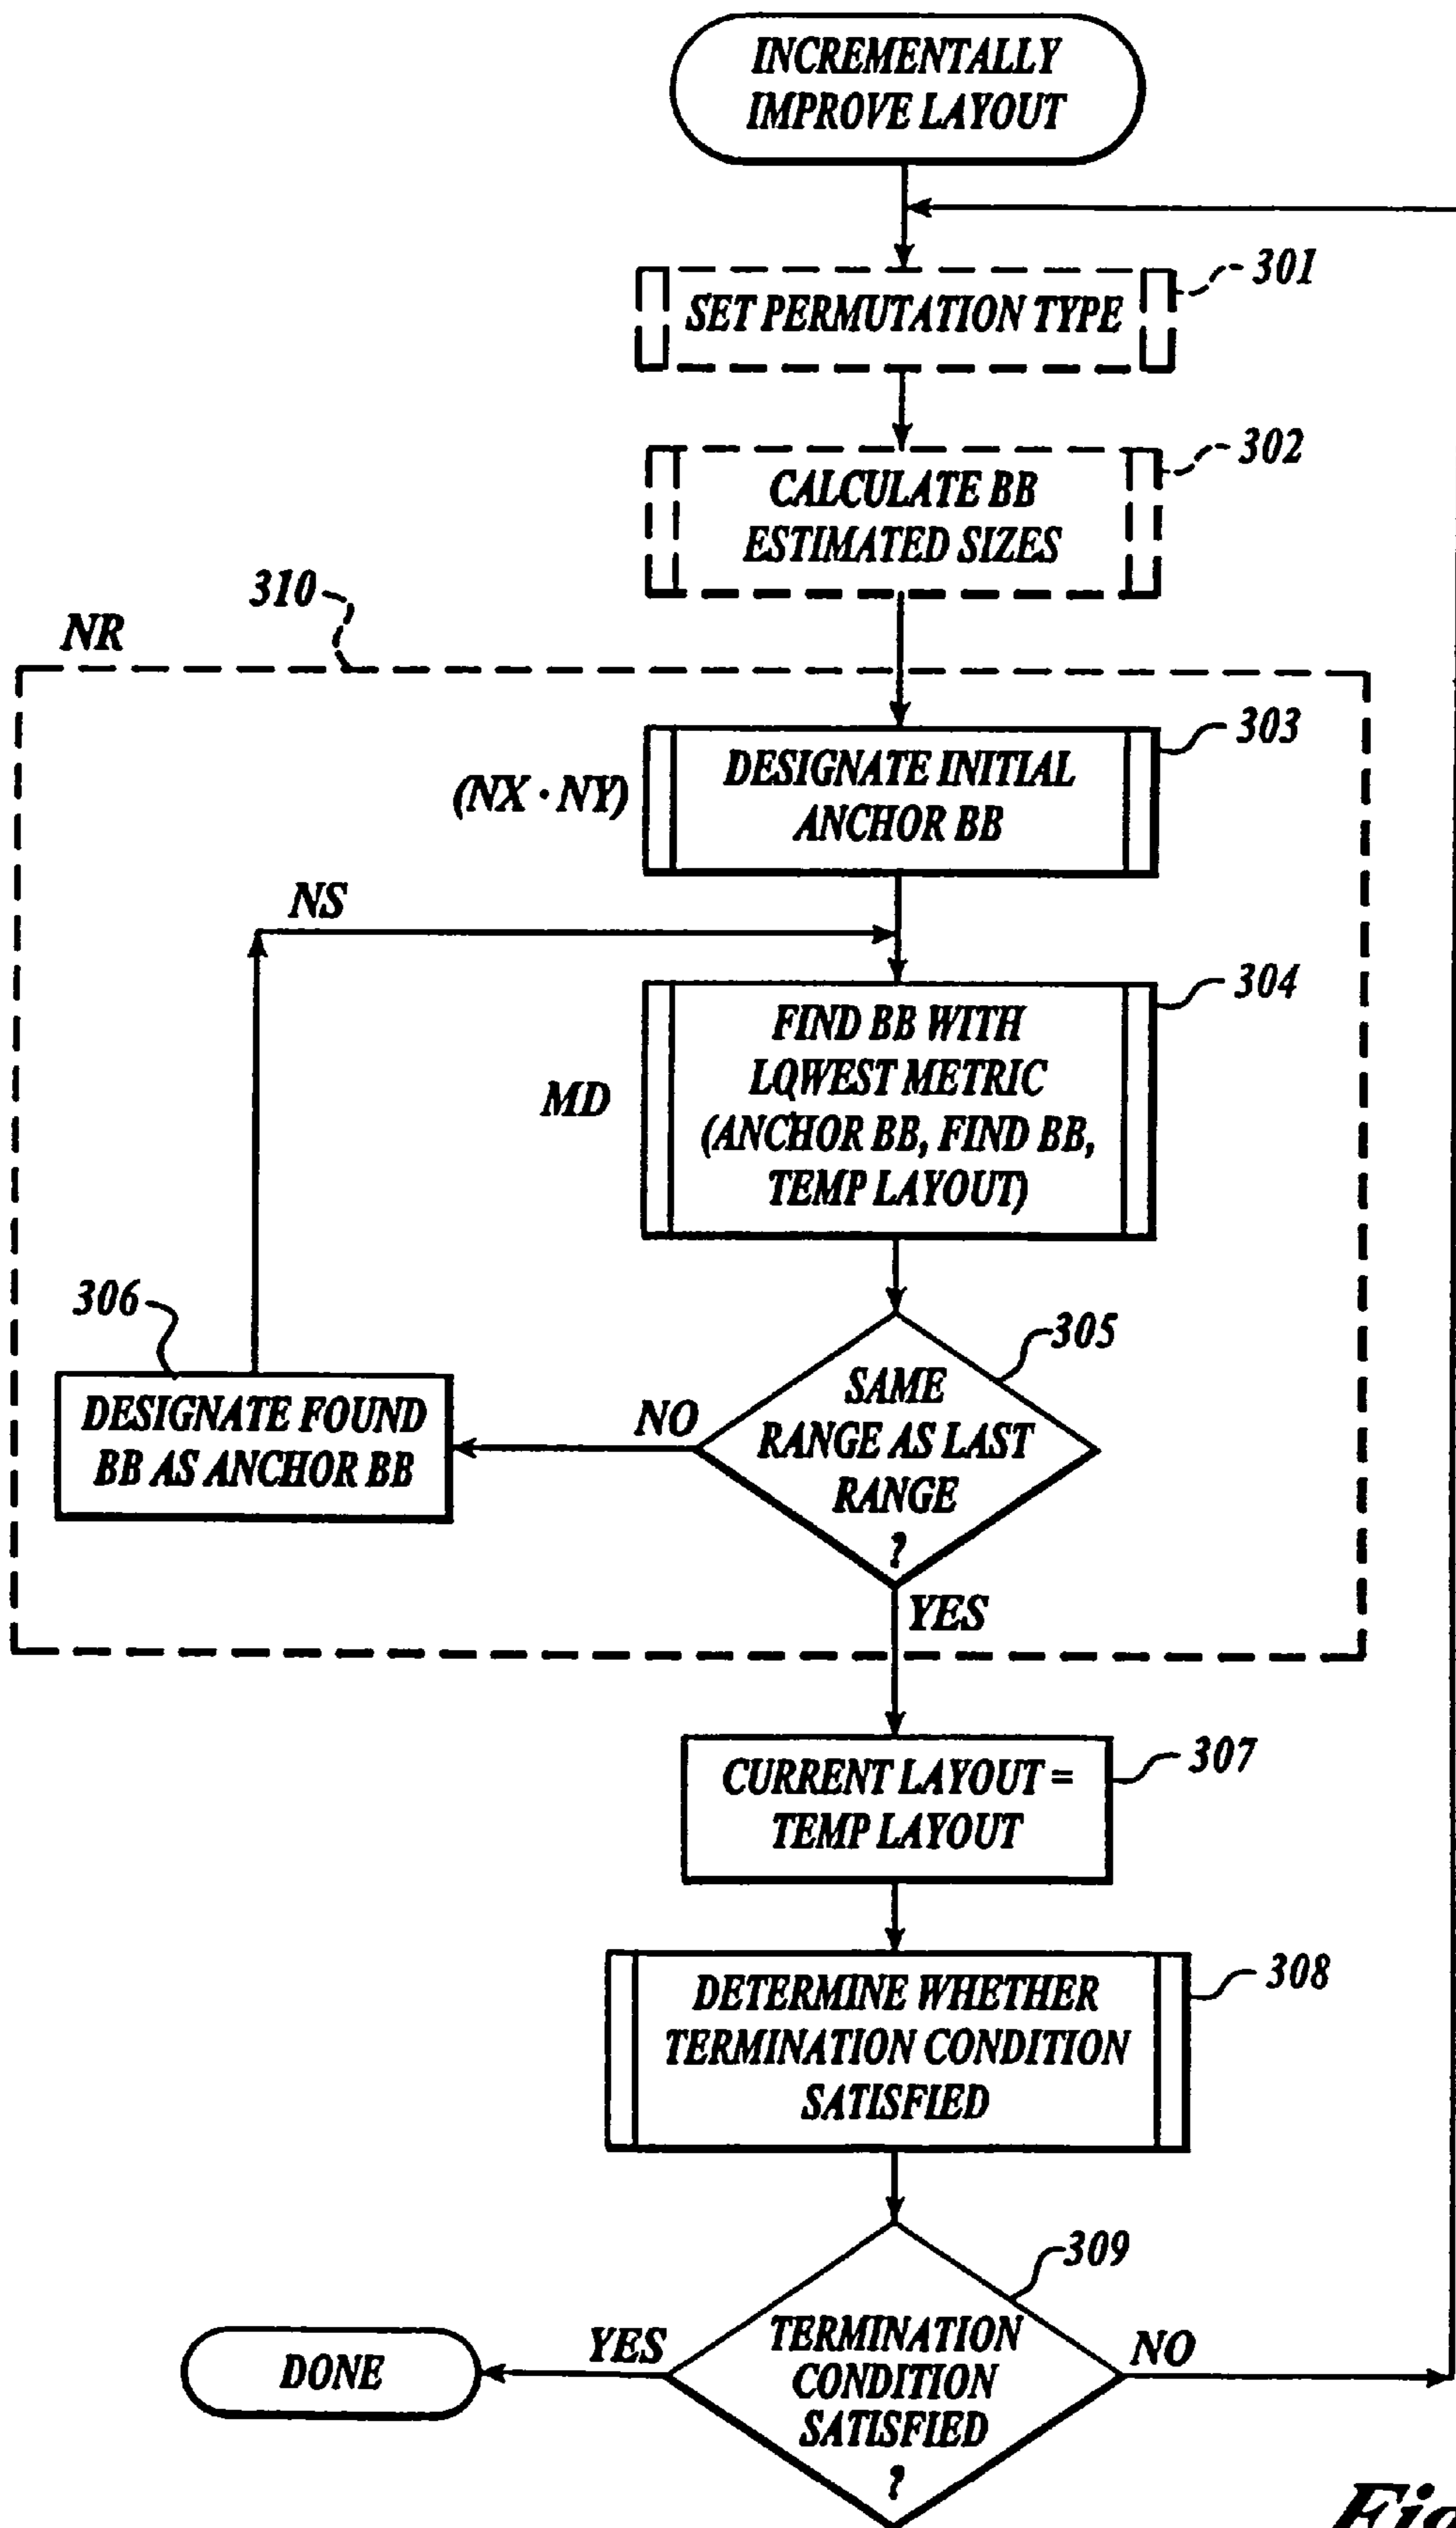 INCREMENTALLY
IMPROVE LAYOUT
301
SET PERMUTATION TYPE
302
CALCULATE BB
ESTIMATED SIZES
310
NR
303
(NX · NY)
DESIGNATE INITIAL
ANCHOR BB
NS
304
MD
FIND BB WITH
LOWEST METRIC
(ANCHOR BB, FIND BB,
TEMP LAYOUT)
306
305
DESIGNATE FOUND
BB AS ANCHOR BB
NO
SAME
RANGE AS LAST
RANGE
?
YES
307
CURRENT LAYOUT =
TEMP LAYOUT
308
DETERMINE WHETHER
TERMINATION CONDITION
SATISFIED
309
DONE
YES
TERMINATION
CONDITION
SATISFIED
?
NO